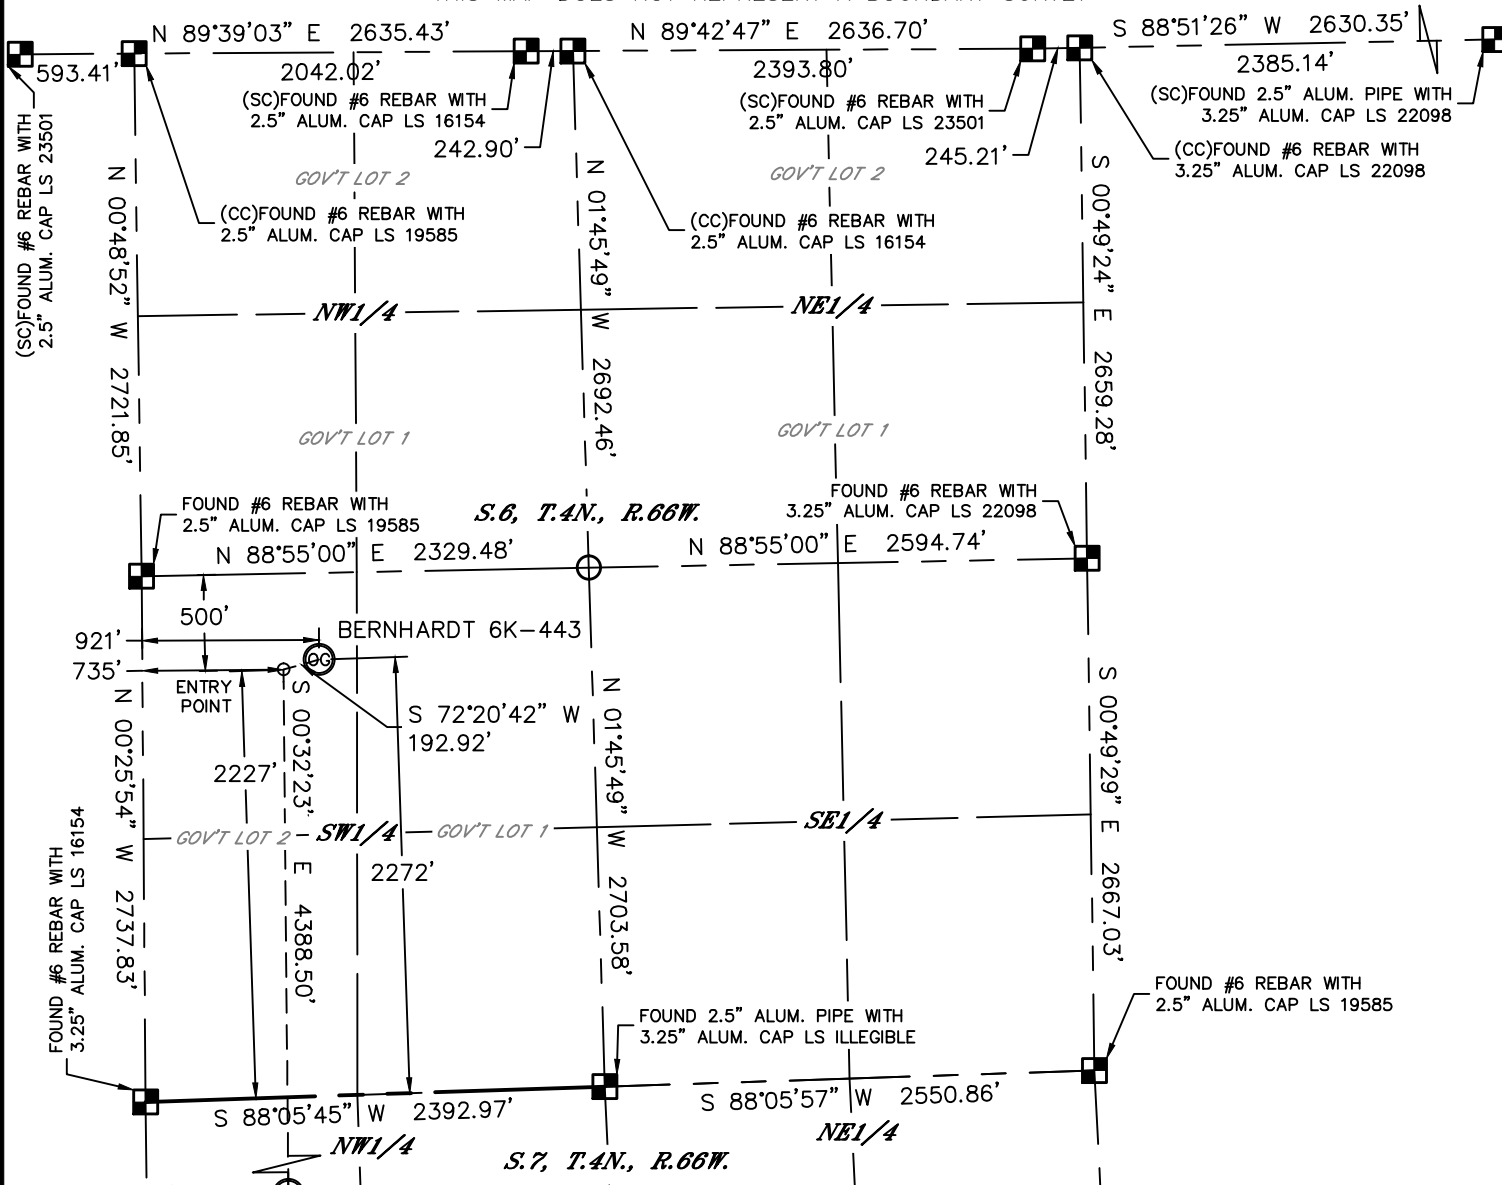 N 89°39'03" E 2635.43'
N 89°42'47" E 2636.70'
S 88°51'26" W 2630.35'
593.41'
2042.02'
2393.80'
2385.14'
(SC)FOUND #6 REBAR WITH
2.5" ALUM. CAP LS 16154
(SC)FOUND #6 REBAR WITH
2.5" ALUM. CAP LS 23501
(SC)FOUND 2.5" ALUM. PIPE WITH
3.25" ALUM. CAP LS 22098
242.90'
245.21'
(CC)FOUND #6 REBAR WITH
3.25" ALUM. CAP LS 22098
(SC)FOUND #6 REBAR WITH
2.5" ALUM. CAP LS 23501
GOV'T LOT 2
GOV'T LOT 2
(CC)FOUND #6 REBAR WITH
2.5" ALUM. CAP LS 19585
(CC)FOUND #6 REBAR WITH
2.5" ALUM. CAP LS 16154
N 00°48'52" W 2721.85'
N 01°45'49" W 2692.46'
S 00°49'24" E 2659.28'
NW1/4
NE1/4
GOV'T LOT 1
GOV'T LOT 1
FOUND #6 REBAR WITH
2.5" ALUM. CAP LS 19585
S.6, T.4N., R.66W.
FOUND #6 REBAR WITH
3.25" ALUM. CAP LS 22098
N 88°55'00" E 2329.48'
N 88°55'00" E 2594.74'
500'
921'
BERNHARDT 6K-443
OG
735'
ENTRY
POINT
S 72°20'42" W
192.92'
N 00°25'54" W 2737.83'
S 00°32'23" E 4388.50'
N 01°45'49" W 2703.58'
S 00°49'29" E 2667.03'
2227'
GOV'T LOT 2
SW1/4
GOV'T LOT 1
SE1/4
2272'
FOUND #6 REBAR WITH
3.25" ALUM. CAP LS 16154
FOUND 2.5" ALUM. PIPE WITH
3.25" ALUM. CAP LS ILLEGIBLE
FOUND #6 REBAR WITH
2.5" ALUM. CAP LS 19585
S 88°05'45" W 2392.97'
S 88°05'57" W 2550.86'
NW1/4
NE1/4
S.7, T.4N., R.66W.